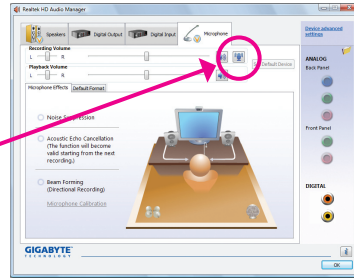 Realtek HD Audio Manager
Speakers
Digital Output
Digital Input
Microphone
Device advanced
settings
Recording Volume
L
R
Default Device
Playback Volume
L
R
ANALOG
Back Panel
Microphone Effects
Default Format
Noise
Acoustic Echo Cancellation
(The function will become
valid starting from the next
recording.)
Front Panel
Beam Forming
(Directional Recording)
Microphone Calibration
DIGITAL
GIGABYTE
TECHNOLOGY
i
OK